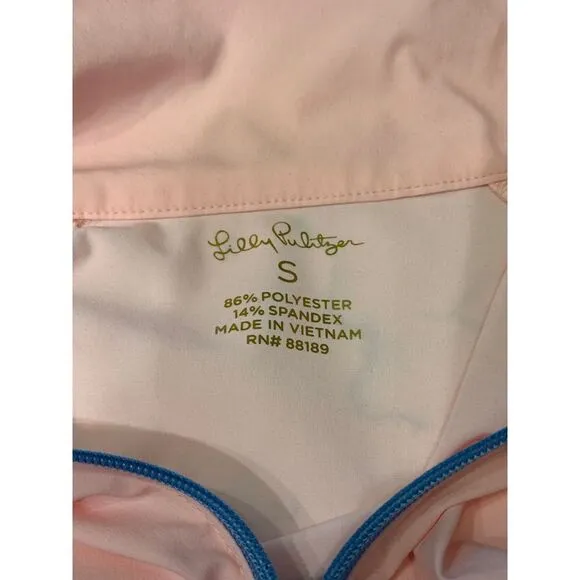 Lilly Pulitzer
S
86% POLYESTER
14% SPANDEX
MADE IN VIETNAM
RN# 88189